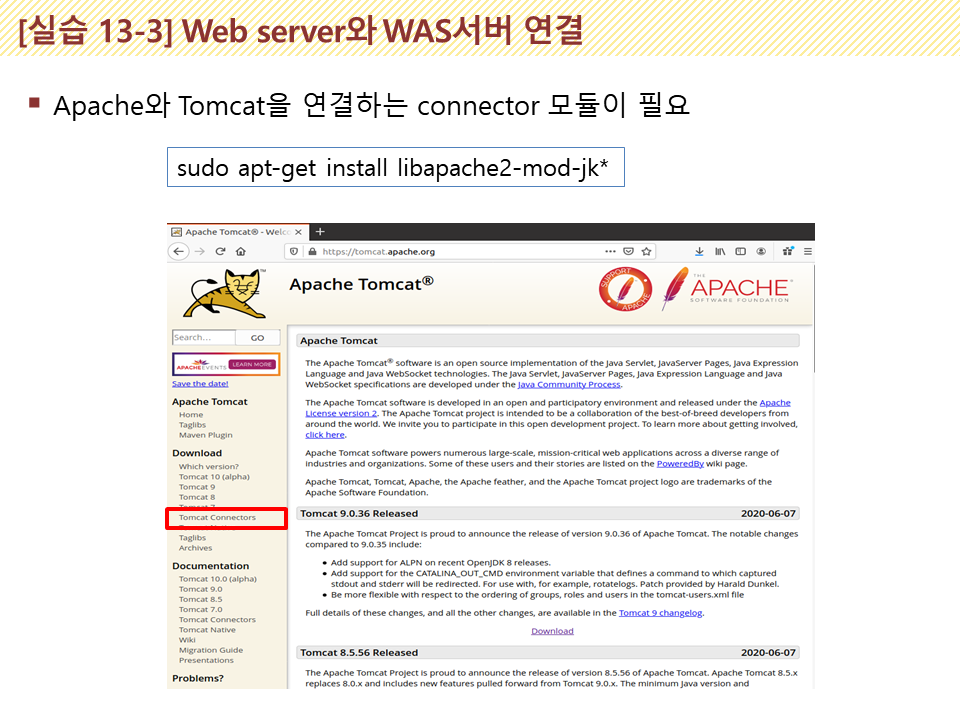 [실습 13-3] Web server와 WAS서버 연결
Apache와 Tomcat을 연결하는 connector 모듈이 필요
sudo apt-get install libapache2-mod-jk*
Apache Tomcat® - Welco
https://tomcat.apache.org
Apache Tomcat®
SUPPORT APACHE
THE
APACHE®
SOFTWARE FOUNDATION
Search...
GO
APACHE EVENTS LEARN MORE
Save the date!
Apache Tomcat
Home
Taglibs
Maven Plugin
Download
Which version?
Tomcat 10 (alpha)
Tomcat 9
Tomcat 8
Tomcat 7
Tomcat Connectors
Taglibs
Archives
Documentation
Tomcat 10.0 (alpha)
Tomcat 9.0
Tomcat 8.5
Tomcat 7.0
Tomcat Connectors
Tomcat Native
Wiki
Migration Guide
Presentations
Problems?
Apache Tomcat
The Apache Tomcat® software is an open source implementation of the Java Servlet, JavaServer Pages, Java Expression
Language and Java WebSocket technologies. The Java Servlet, JavaServer Pages, Java Expression Language and Java
WebSocket specifications are developed under the Java Community Process.
The Apache Tomcat software is developed in an open and participatory environment and released under the Apache
License version 2. The Apache Tomcat project is intended to be a collaboration of the best-of-breed developers from
around the world. We invite you to participate in this open development project. To learn more about getting involved,
click here.
Apache Tomcat software powers numerous large-scale, mission-critical web applications across a diverse range of
industries and organizations. Some of these users and their stories are listed on the PoweredBy wiki page.
Apache Tomcat, Tomcat, Apache, the Apache feather, and the Apache Tomcat project logo are trademarks of the
Apache Software Foundation.
Tomcat 9.0.36 Released 2020-06-07
The Apache Tomcat Project is proud to announce the release of version 9.0.36 of Apache Tomcat. The notable changes
compared to 9.0.35 include:
Add support for ALPN on recent OpenJDK 8 releases.
Add support for the CATALINA_OUT_CMD environment variable that defines a command to which captured
stdout and stderr will be redirected. For use with, for example, rotatelogs. Patch provided by Harald Dunkel.
Be more flexible with respect to the ordering of groups, roles and users in the tomcat-users.xml file
Full details of these changes, and all the other changes, are available in the Tomcat 9 changelog.
Download
Tomcat 8.5.56 Released 2020-06-07
The Apache Tomcat Project is proud to announce the release of version 8.5.56 of Apache Tomcat. Apache Tomcat 8.5.x
replaces 8.0.x and includes new features pulled forward from Tomcat 9.0.x. The minimum Java version and